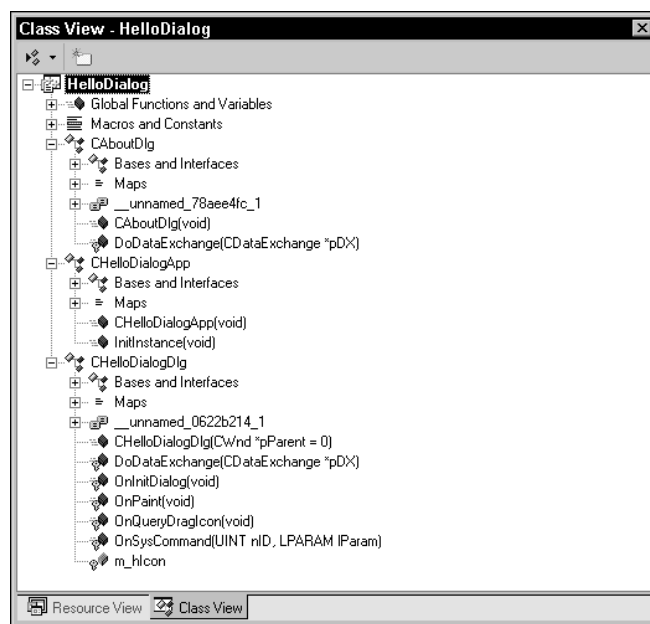 Class View - HelloDialog
HelloDialog
Global Functions and Variables
Macros and Constants
CAboutDlg
Bases and Interfaces
Maps
__unnamed_78aee4fc_1
CAboutDlg(void)
DoDataExchange(CDataExchange *pDX)
CHelloDialogApp
Bases and Interfaces
Maps
CHelloDialogApp(void)
InitInstance(void)
CHelloDialogDlg
Bases and Interfaces
Maps
__unnamed_0622b214_1
CHelloDialogDlg(CWnd *pParent = 0)
DoDataExchange(CDataExchange *pDX)
OnInitDialog(void)
OnPaint(void)
OnQueryDragIcon(void)
OnSysCommand(UINT nID, LPARAM lParam)
m_hIcon
Resource View Class View